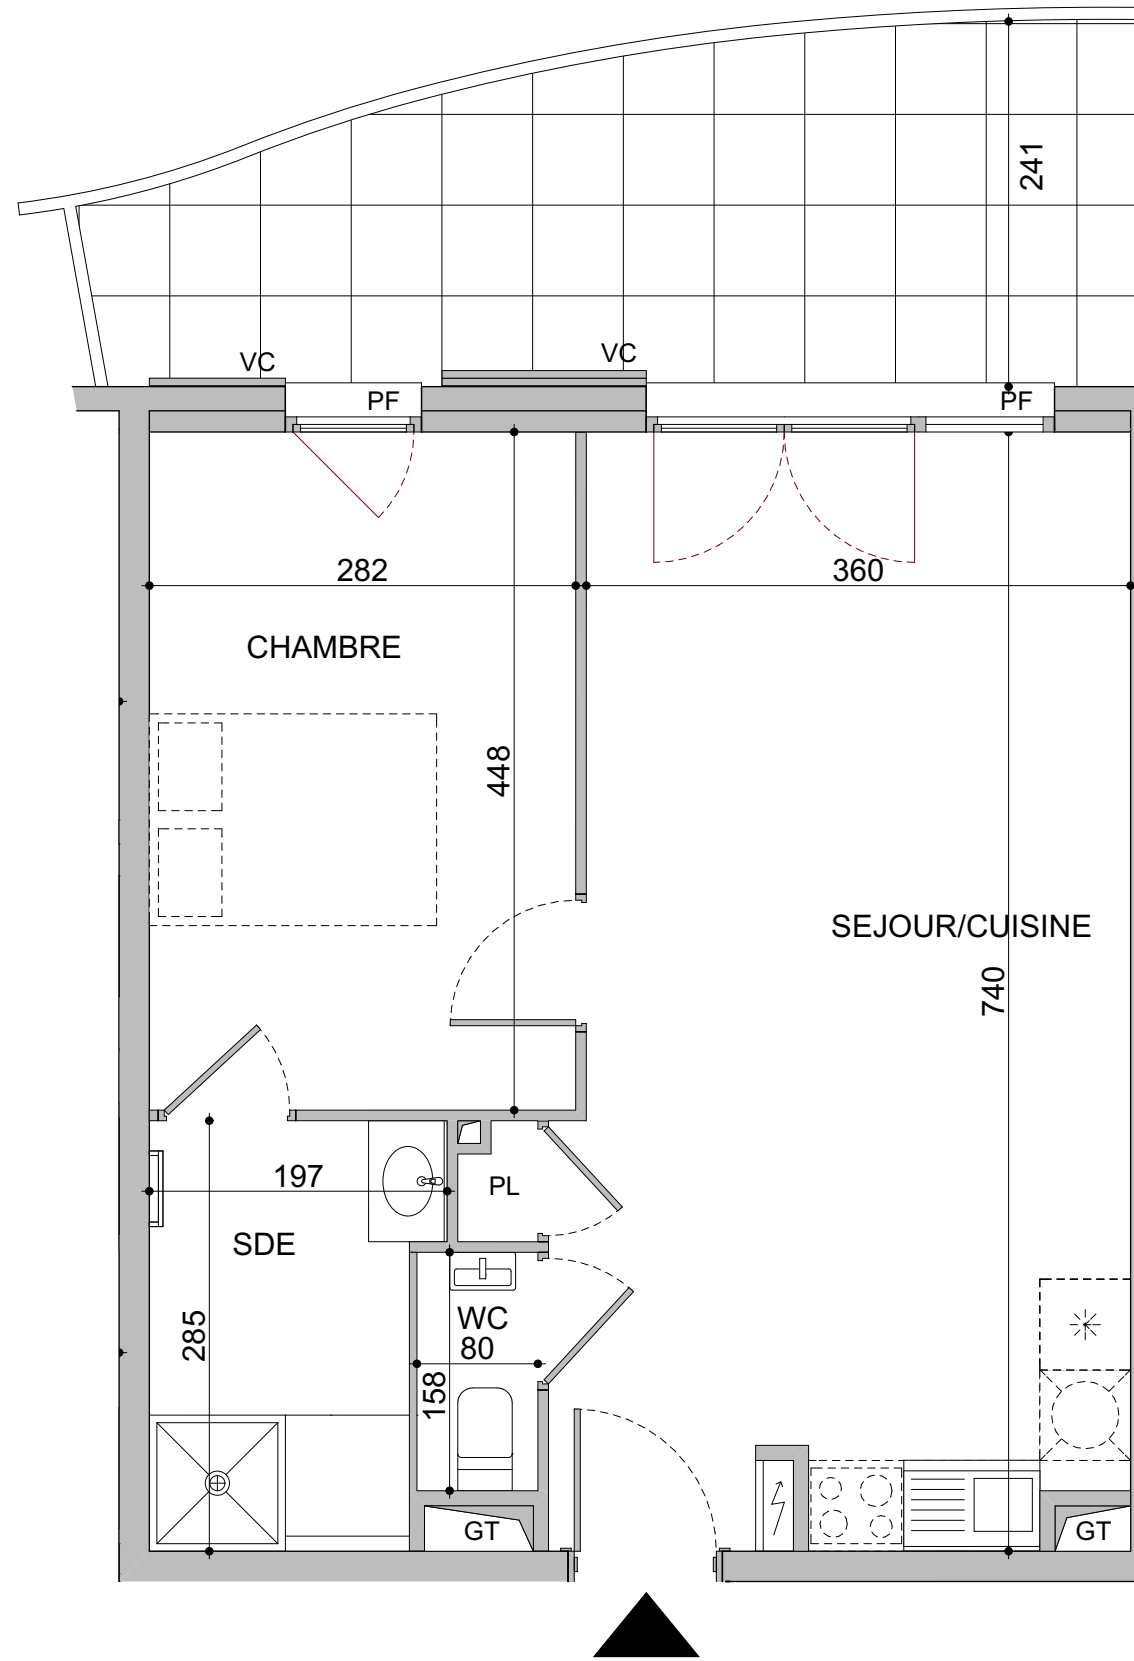 241
VC
VC
PF
PF
282
360
CHAMBRE
448
SEJOUR/CUISINE
740
197
PL
SDE
285
WC
80
158
GT
GT